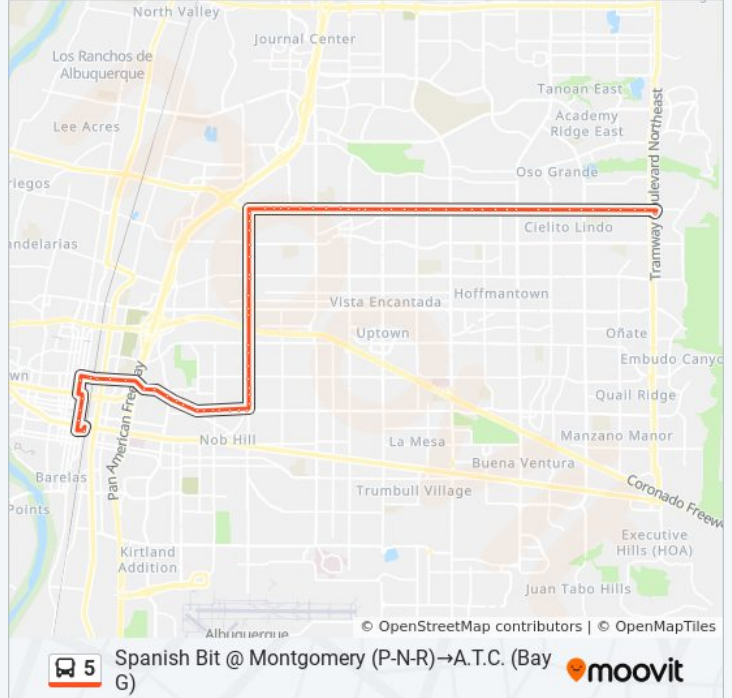 North Valley
Journal Center
Los Ranchos de
Albuquerque
Tanoan East
Academy
Ridge East
Lee Acres
Tramway Boulevard Northeast
Oso Grande
riegos
Cielito Lindo
andelarias
Hoffmantown
Vista Encantada
Uptown
Oñate
Embudo Canyo
wn
Pan American Freeway
Quail Ridge
Nob Hill
La Mesa
Manzano Manor
Buena Ventura
Barelas
Trumbull Village
Coronado Freew
Points
Executive
Hills (HOA)
Kirtland
Addition
Juan Tabo Hills
Albuquerque
© OpenStreetMap contributors | © OpenMapTiles
5
Spanish Bit @ Montgomery (P-N-R)→A.T.C. (Bay
G)
moovit